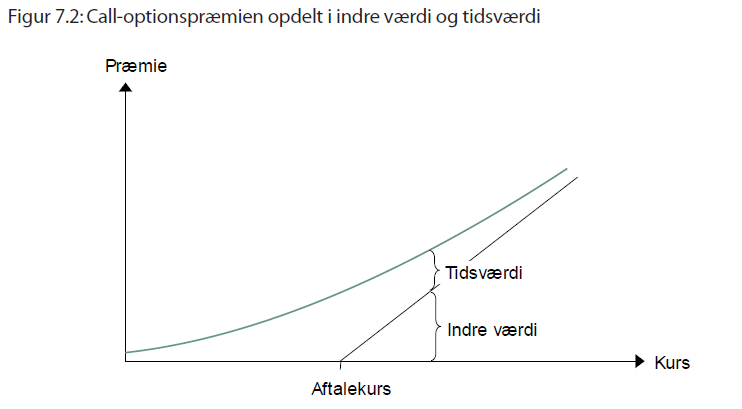 Figur 7.2: Call-optionspræmien opdelt i indre værdi og tidsværdi
Præmie
Tidsværdi
Indre værdi
Kurs
Aftalekurs